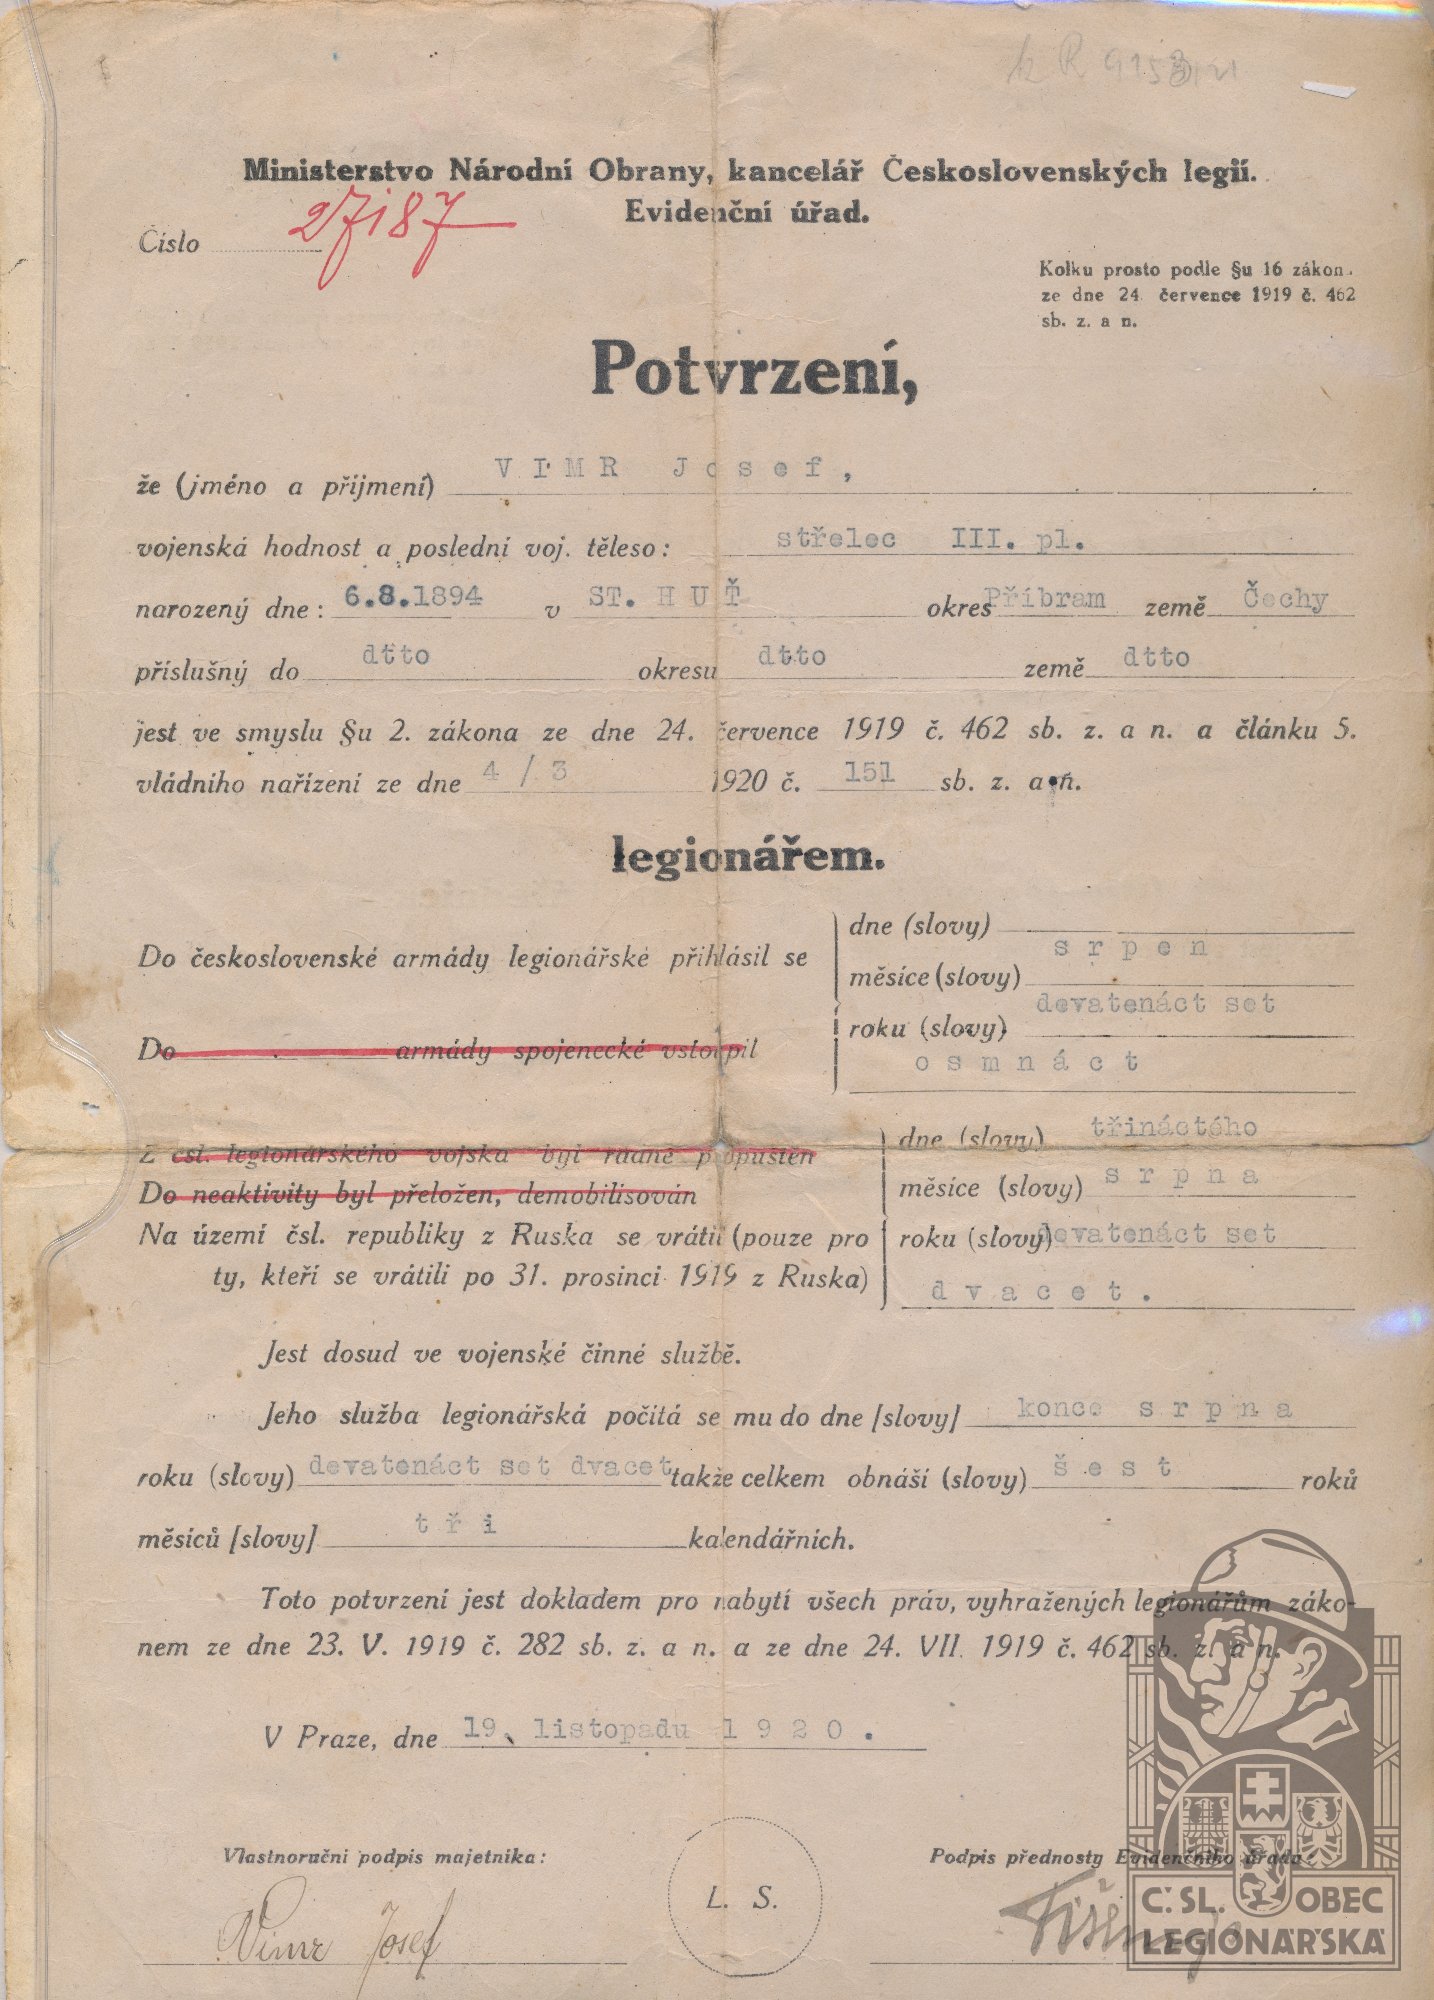 Ministerstvo Národní Obrany, kancelář Československých legií.
Evidenční úřad.
Číslo 27187
Kolku prosto podle §u 16 zákon.
ze dne 24. července 1919 č. 462
sb. z. a n.
Potvrzení,
že (jméno a příjmení) VIMR Josef,
vojenská hodnost a poslední voj. těleso: střelec III. pl.
narozený dne: 6.8.1894 v ST. HUŤ okres Příbram země Čechy
příslušný do dtto okresu dtto země dtto
jest ve smyslu §u 2. zákona ze dne 24. července 1919 č. 462 sb. z. a n. a článku 5.
vládního nařízení ze dne 4/3 1920 č. 151 sb. z. a n.
legionářem.
Do československé armády legionářské přihlásil se
dne (slovy)
měsíce (slovy) srpen
roku (slovy) devatenáct set
osmnáct
Do armády spojenecké vstoupil
Z čsl. legionářského vojska byl řádně propuštěn
Do neaktivity byl přeložen, demobilisován
Na území čsl. republiky z Ruska se vrátil (pouze pro
ty, kteří se vrátili po 31. prosinci 1919 z Ruska)
dne (slovy) třináctého
měsíce (slovy) srpna
roku (slovy) devatenáct set
dvacet.
Jest dosud ve vojenské činné službě.
Jeho služba legionářská počítá se mu do dne [slovy] konce srpna
roku (slovy) devatenáct set dvacet takže celkem obnáší (slovy) šest roků
měsíců [slovy] tři kalendářních.
Toto potvrzení jest dokladem pro nabytí všech práv, vyhražených legionářům záko-
nem ze dne 23. V. 1919 č. 282 sb. z. a n. a ze dne 24. VII. 1919 č. 462 sb. z. a n.
V Praze, dne 19. listopadu 1920.
Vlastnoruční podpis majetníka:
Podpis přednosty Evidenčního úřadu
L. S.
Vimr Josef
Č.SL. OBEC
LEGIONÁŘSKÁ